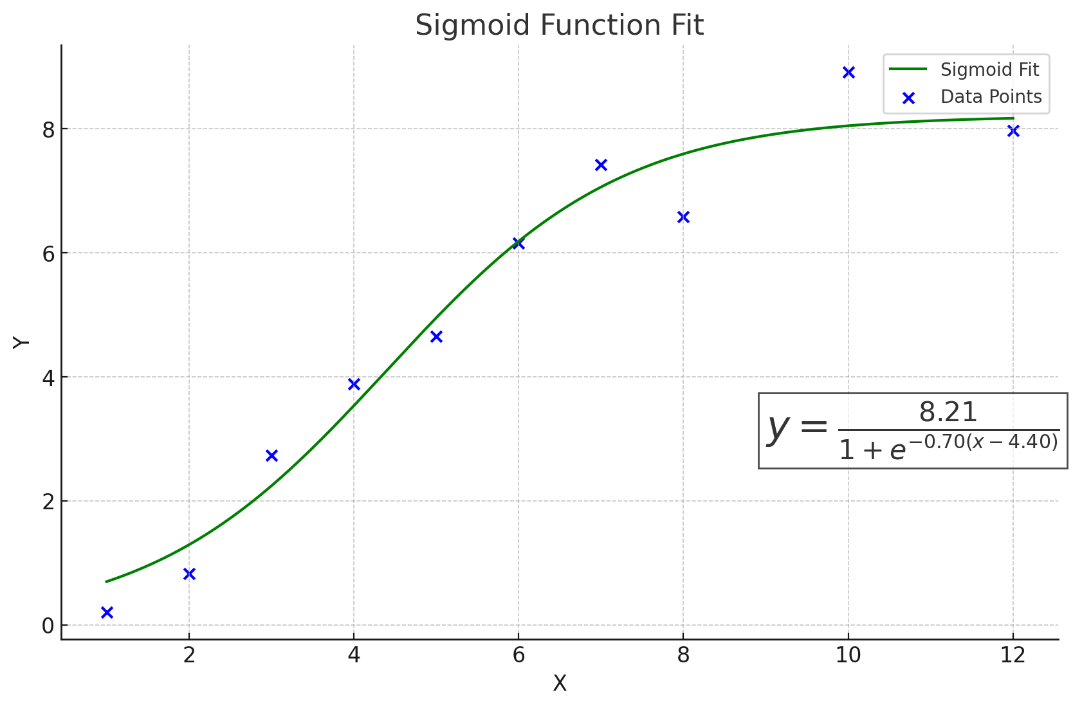 Sigmoid Function Fit
Sigmoid Fit
Data Points
8
6
4
2
0
Y
y = 8.21 / (1 + e^{−0.70(x − 4.40)})
2 4 6 8 10 12
X